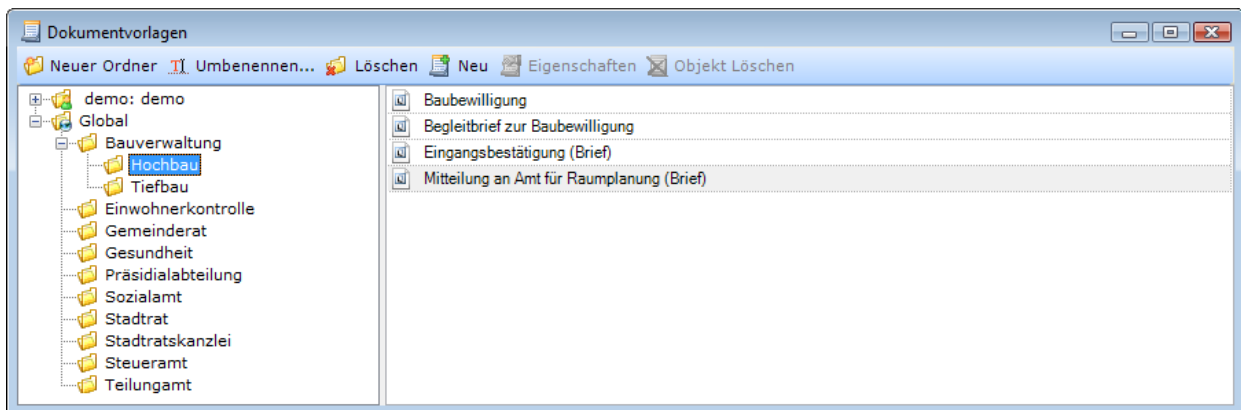 Dokumentvorlagen
Neuer Ordner Umbenennen... Löschen Neu Eigenschaften Objekt Löschen
demo: demo
Global
Bauverwaltung
Hochbau
Tiefbau
Einwohnerkontrolle
Gemeinderat
Gesundheit
Präsidialabteilung
Sozialamt
Stadtrat
Stadtratskanzlei
Steueramt
Teilungamt
Baubewilligung
Begleitbrief zur Baubewilligung
Eingangsbestätigung (Brief)
Mitteilung an Amt für Raumplanung (Brief)